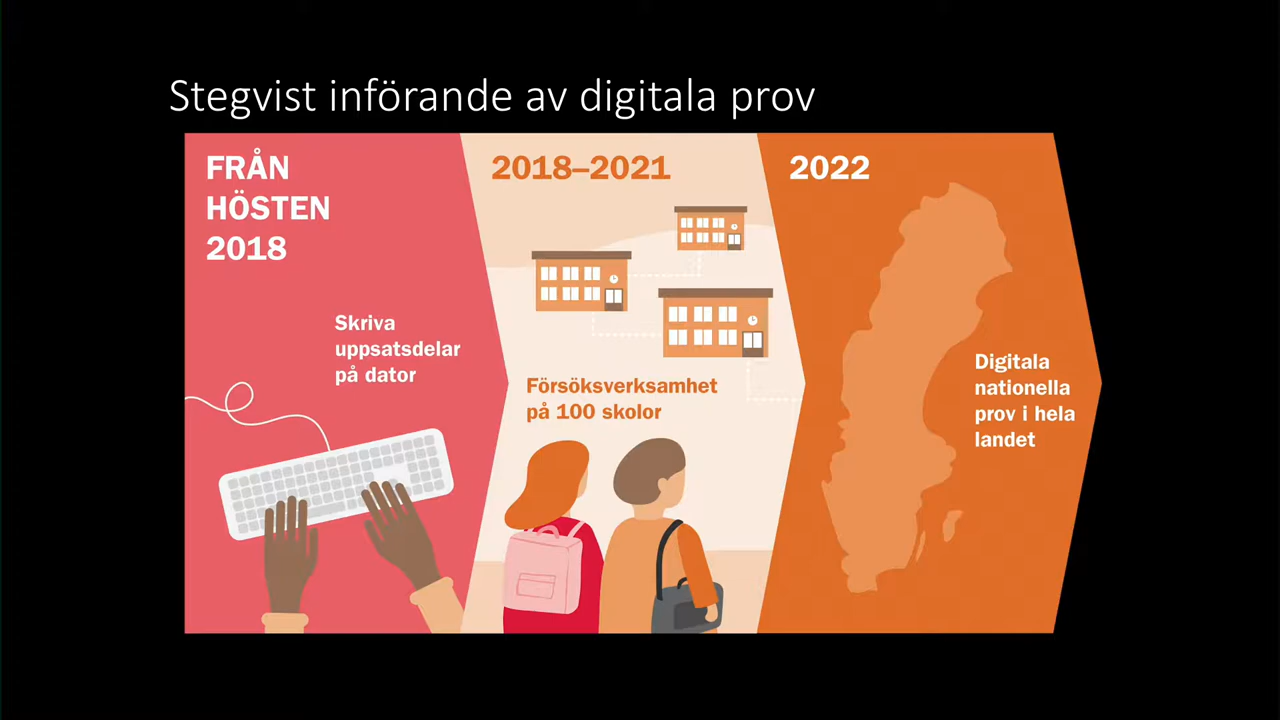 Stegvist införande av digitala prov
FRÅN
HÖSTEN
2018
Skriva
uppsatsdelar
på dator
2018–2021
Försöksverksamhet
på 100 skolor
2022
Digitala
nationella
prov i hela
landet